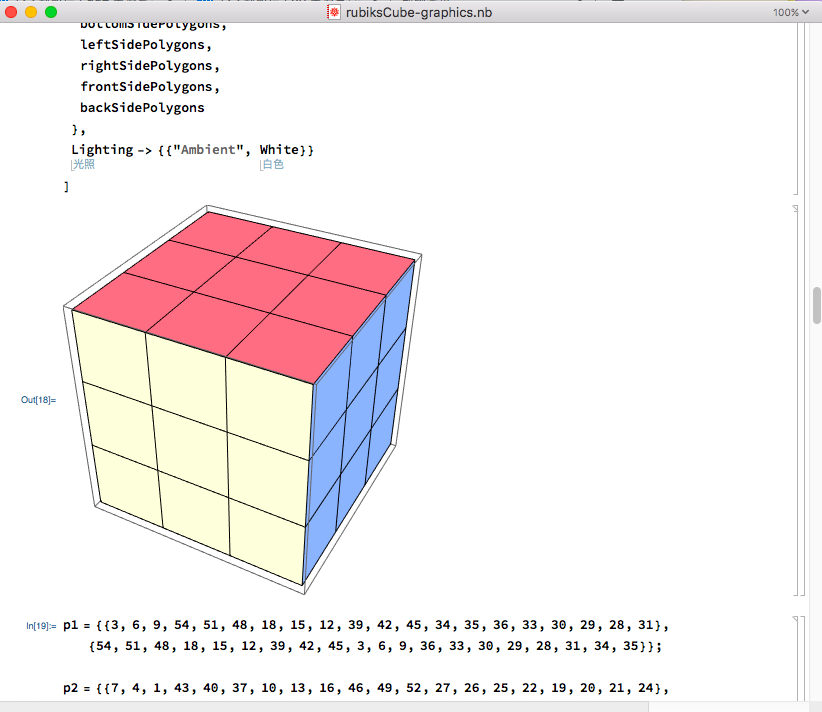 rubiksCube-graphics.nb
100%
bottomSidePolygons,
leftSidePolygons,
rightSidePolygons,
frontSidePolygons,
backSidePolygons
},
Lighting -> {{"Ambient", White}}
光照 白色
]
Out[18]=
In[19]:= p1 = {{3, 6, 9, 54, 51, 48, 18, 15, 12, 39, 42, 45, 34, 35, 36, 33, 30, 29, 28, 31},
{54, 51, 48, 18, 15, 12, 39, 42, 45, 3, 6, 9, 36, 33, 30, 29, 28, 31, 34, 35}};
p2 = {{7, 4, 1, 43, 40, 37, 10, 13, 16, 46, 49, 52, 27, 26, 25, 22, 19, 20, 21, 24},